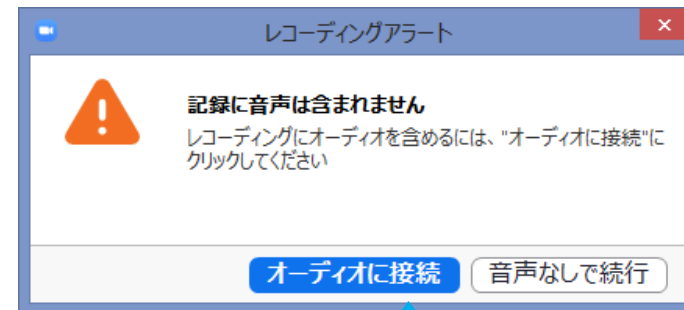 レコーディングアラート
記録に音声は含まれません
レコーディングにオーディオを含めるには、"オーディオに接続"に
クリックしてください
オーディオに接続 音声なしで続行